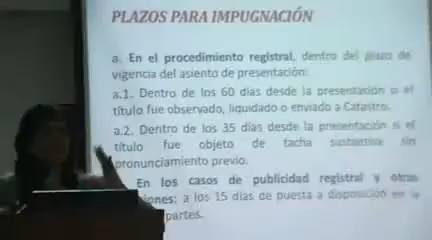 PLAZOS PARA IMPUGNACIÓN
a. En el procedimiento registral, dentro del plazo de
vigencia del asiento de presentación:
a.1. Dentro de los 60 días desde la presentación si el
título fue observado, liquidado o enviado a Catastro.
a.2. Dentro de los 35 días desde la presentación si el
título fue objeto de tacha sustantiva sin
pronunciamiento previo.
En los casos de publicidad registral y otras
iones: a los 15 días de puesta a disposición en
partes.